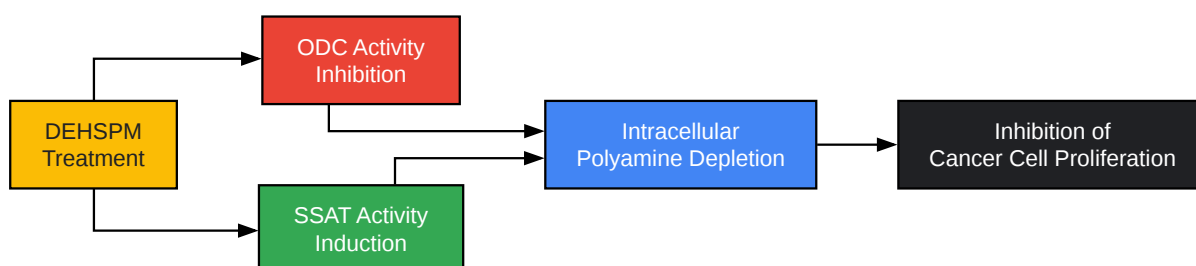 ODC Activity
Inhibition
DEHSPM
Treatment
Intracellular
Polyamine Depletion
Inhibition of
Cancer Cell Proliferation
SSAT Activity
Induction